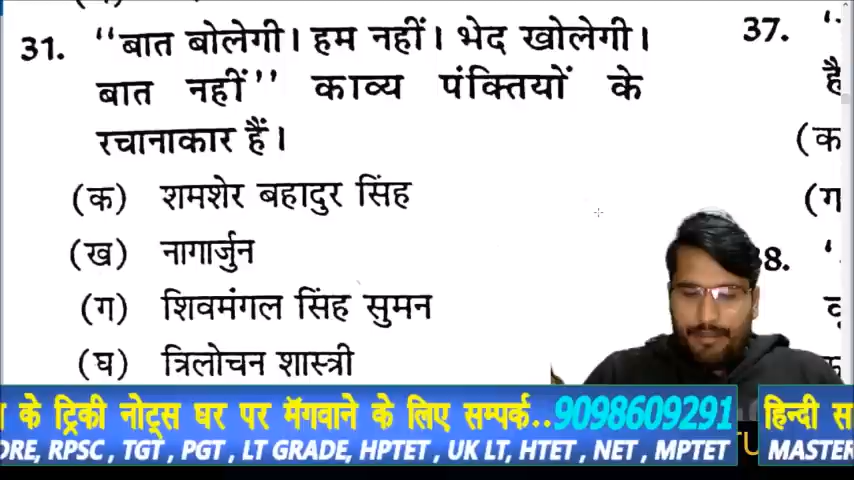 31. “बात बोलेगी। हम नहीं। भेद खोलेगी।
बात नहीं” काव्य पंक्तियों के
रचानाकार हैं।
(क) शमशेर बहादुर सिंह
(ख) नागार्जुन
(ग) शिवमंगल सिंह सुमन
(घ) त्रिलोचन शास्त्री
37.
है
(क
(ग
38.
के ट्रिकी नोट्स घर पर मँगवाने के लिए सम्पर्क..9098609291
हिन्दी स
RPSC , TGT , PGT , LT GRADE, HPTET , UK LT, HTET , NET , MPTET
MASTER